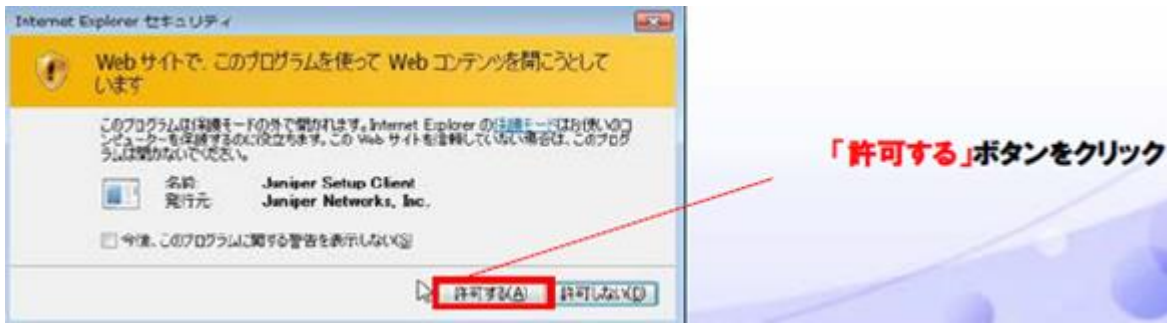 Internet Explorer セキュリティ
Web サイトで、このプログラムを使って Web コンテンツを開こうとして
います
このプログラムは保護モードの外で開かれます。Internet Explorer の保護モードはお使いのコ
ンピューターを保護するのに役立ちます。この Web サイトを信頼していない場合は、このプログ
ラムは開かないでください。
名前: Juniper Setup Client
発行元: Juniper Networks, Inc.
今後、このプログラムに関する警告を表示しない(S)
許可する(A) 許可しない(D)
「許可する」ボタンをクリック